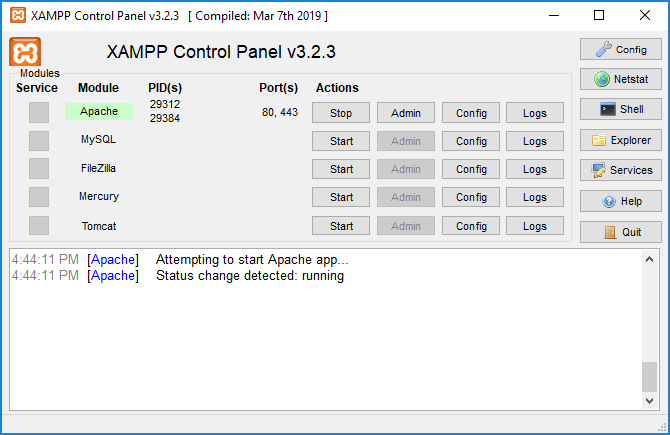 XAMPP Control Panel v3.2.3 [ Compiled: Mar 7th 2019 ]
XAMPP Control Panel v3.2.3
Config
Modules
Netstat
Service Module PID(s) Port(s) Actions
Apache 29312 29384 80, 443 Stop Admin Config Logs
Shell
MySQL Start Admin Config Logs
Explorer
FileZilla Start Admin Config Logs
Services
Mercury Start Admin Config Logs
Help
Tomcat Start Admin Config Logs
Quit
4:44:11 PM [Apache] Attempting to start Apache app...
4:44:11 PM [Apache] Status change detected: running